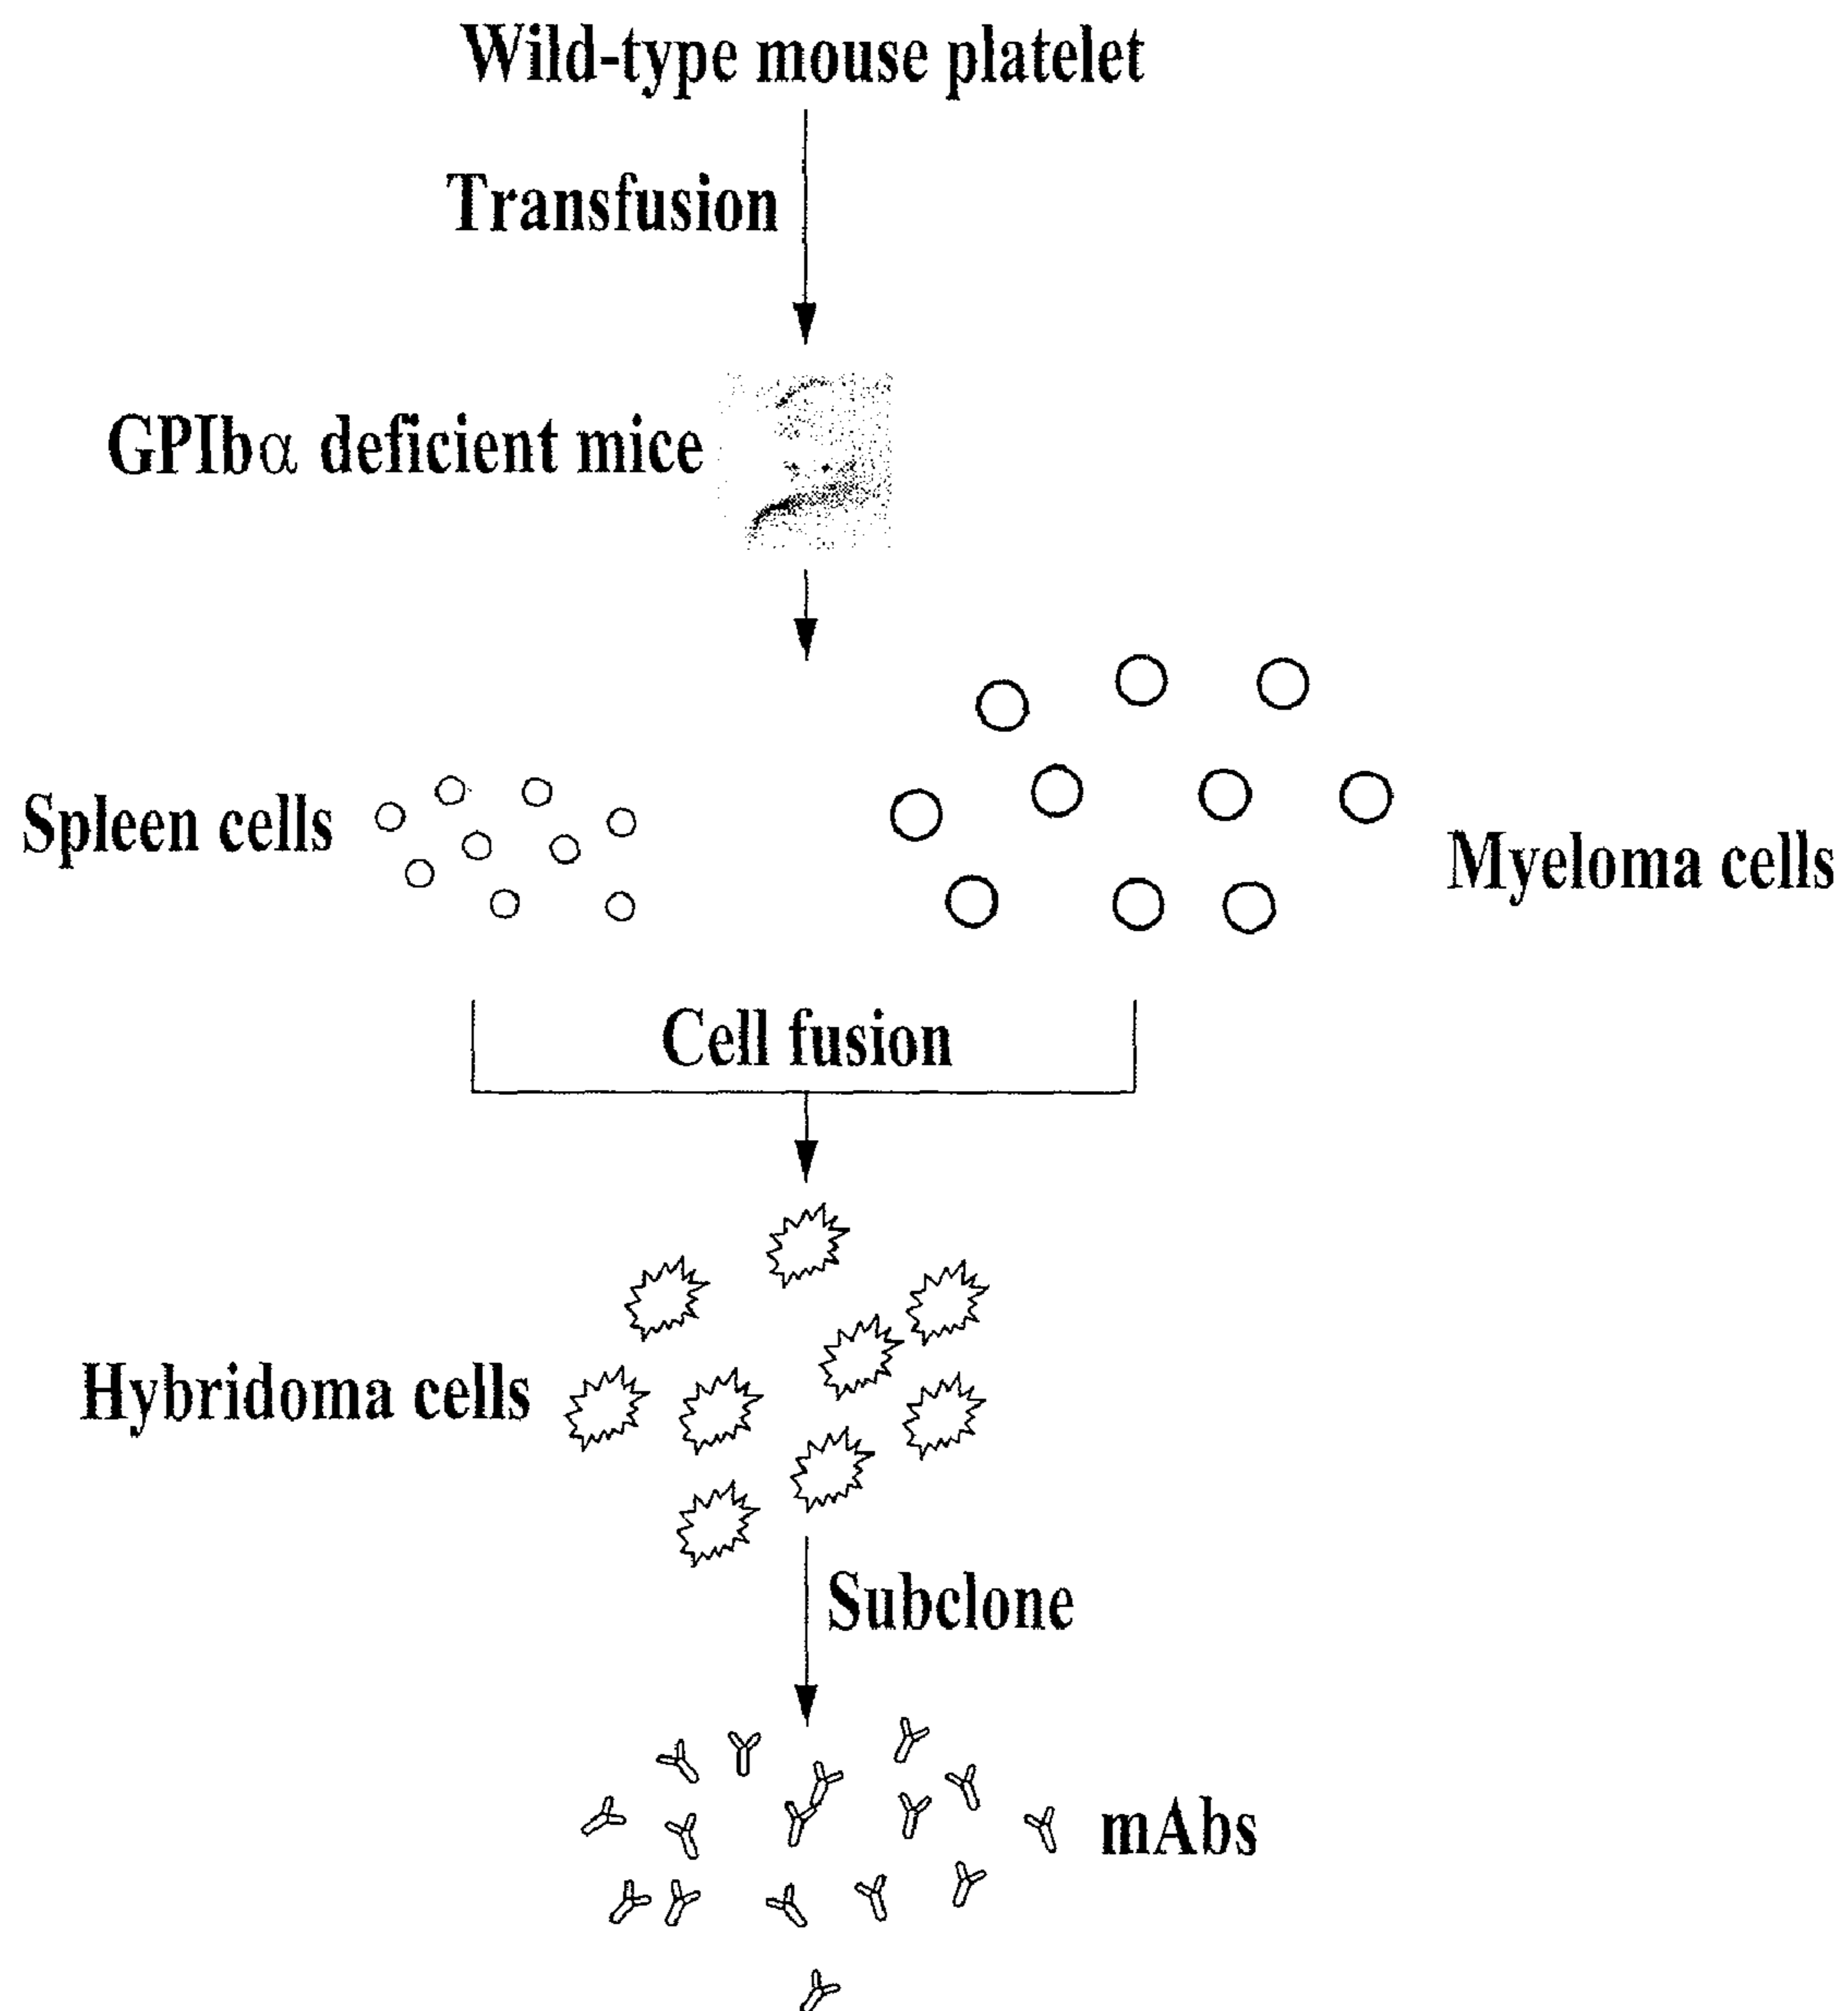 Wild-type mouse platelet
Transfusion
GPIbα deficient mice
Spleen cells
Myeloma cells
Cell fusion
Hybridoma cells
Subclone
mAbs